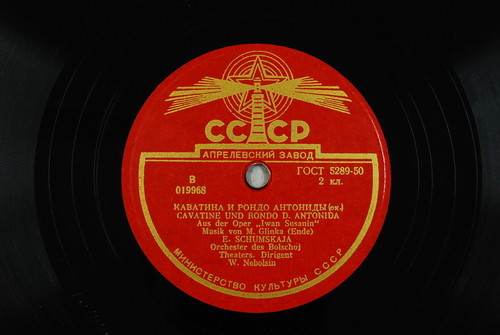 СССР
АПРЕЛЕВСКИЙ ЗАВОД
В
019968
ГОСТ 5289-50
2 кл.
КАВАТИНА И РОНДО АНТОНИДЫ (ок.)
CAVATINE UND RONDO D. ANTONIDA
Aus der Oper „Iwan Susanin"
Musik von M. Glinka (Ende)
E. SCHUMSKAJA
Orchester des Bolschoj
Theaters. Dirigent
W. Nebolsin
МИНИСТЕРСТВО КУЛЬТУРЫ СССР